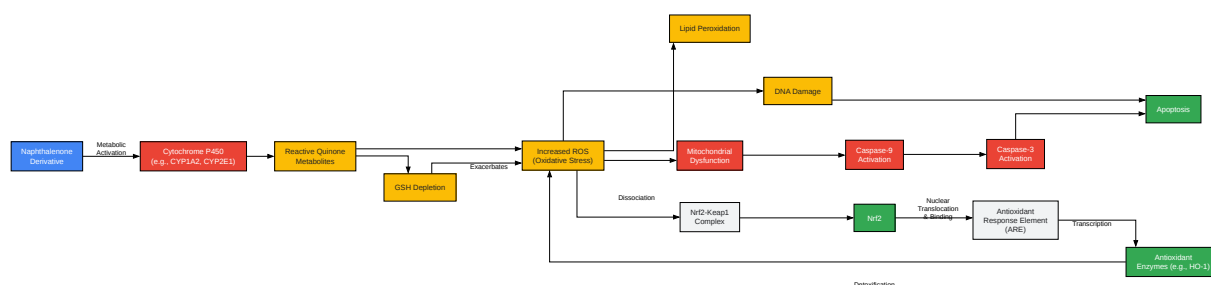 Lipid Peroxidation
DNA Damage
Apoptosis
Naphthalenone
Derivative
Metabolic
Activation
Cytochrome P450
(e.g., CYP1A2, CYP2E1)
Reactive Quinone
Metabolites
GSH Depletion
Exacerbates
Increased ROS
(Oxidative Stress)
Mitochondrial
Dysfunction
Caspase-9
Activation
Caspase-3
Activation
Dissociation
Nrf2-Keap1
Complex
Nrf2
Nuclear
Translocation
& Binding
Antioxidant
Response Element
(ARE)
Transcription
Antioxidant
Enzymes (e.g., HO-1)
Detoxification